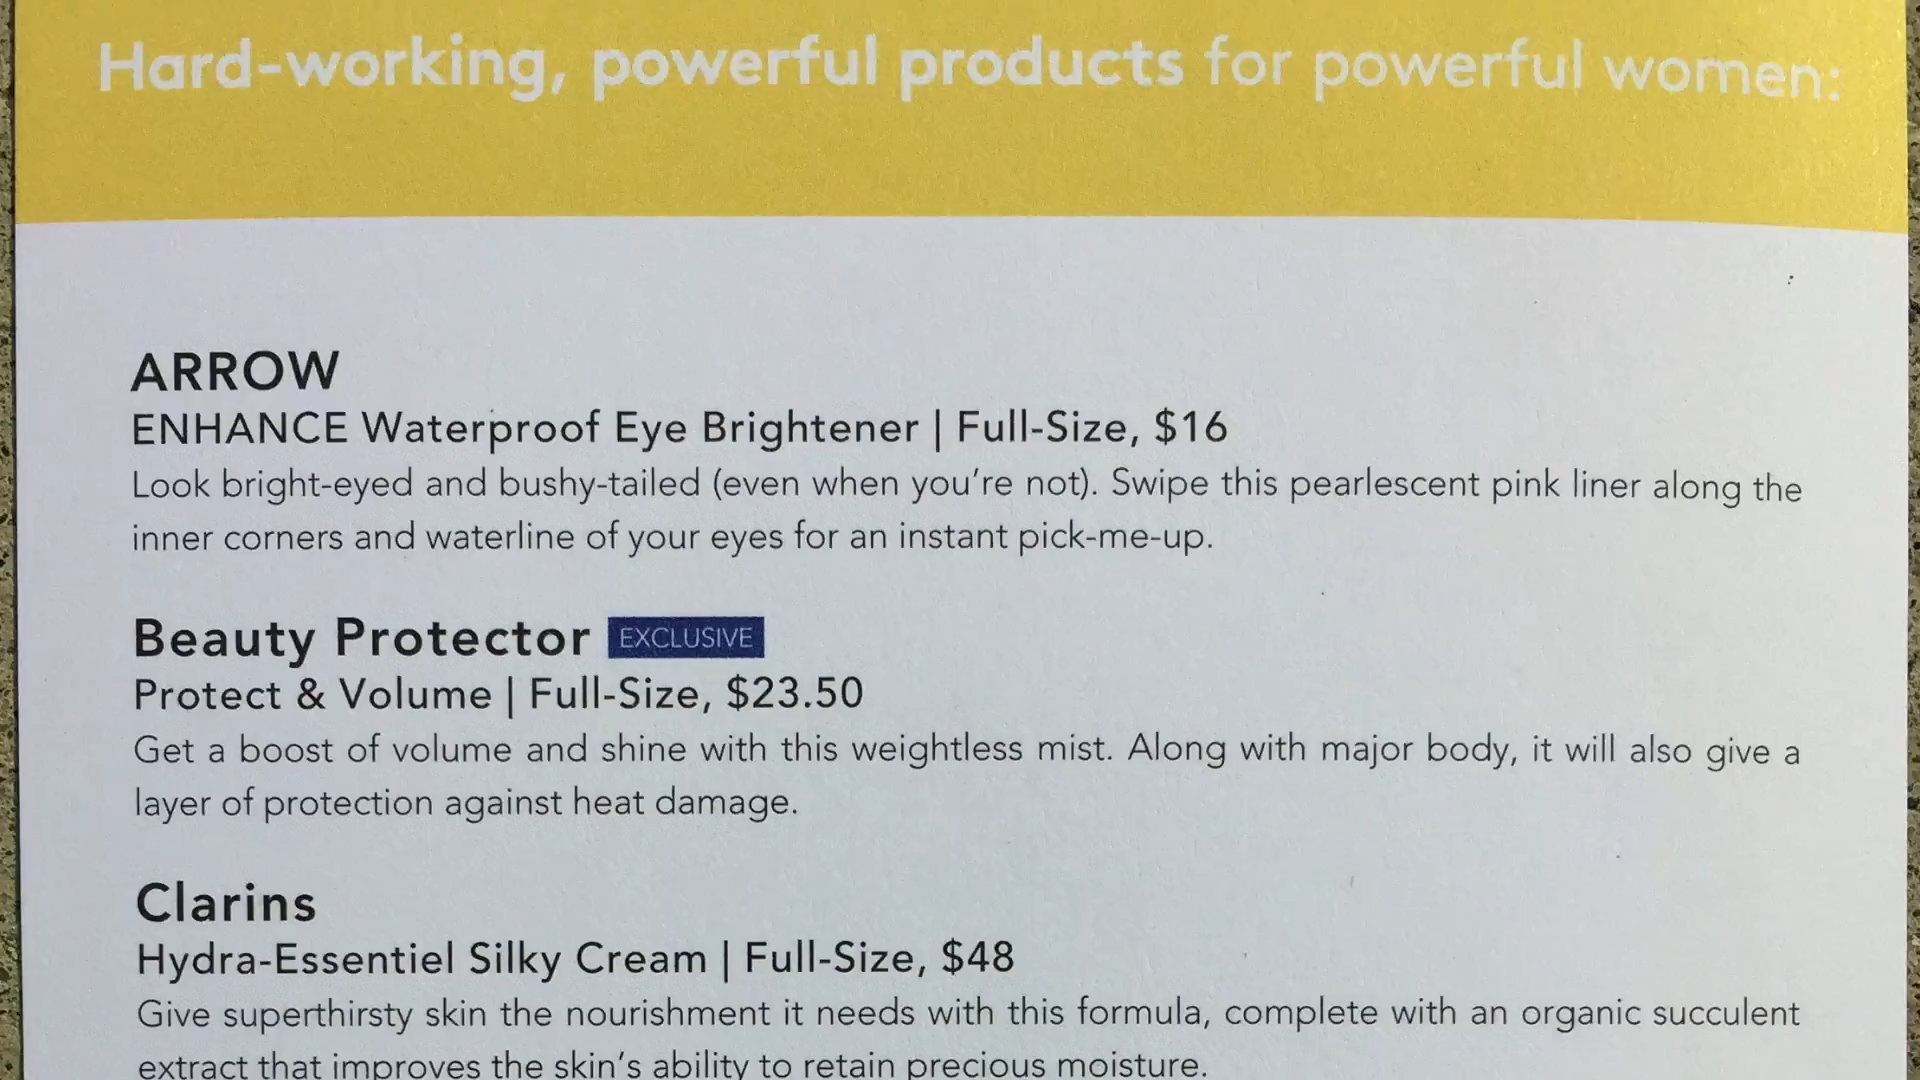 Hard-working, powerful products for powerful women:
ARROW
ENHANCE Waterproof Eye Brightener | Full-Size, $16
Look bright-eyed and bushy-tailed (even when you're not). Swipe this pearlescent pink liner along the
inner corners and waterline of your eyes for an instant pick-me-up.
Beauty Protector EXCLUSIVE
Protect & Volume | Full-Size, $23.50
Get a boost of volume and shine with this weightless mist. Along with major body, it will also give a
layer of protection against heat damage.
Clarins
Hydra-Essentiel Silky Cream | Full-Size, $48
Give superthirsty skin the nourishment it needs with this formula, complete with an organic succulent
extract that improves the skin's ability to retain precious moisture.